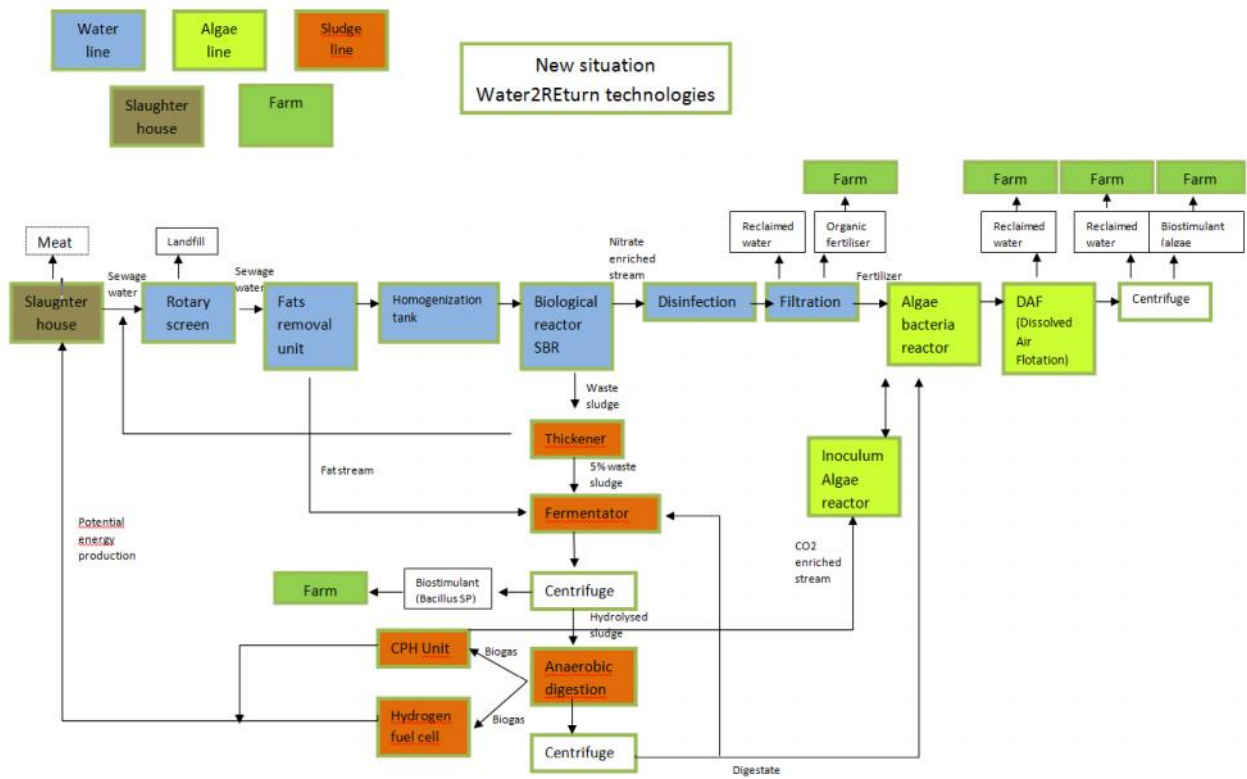 Water
line
Algae
line
Sludge
line
Slaughter
house
Farm
New situation
Water2REturn technologies
Farm
Farm
Farm
Farm
Meat
Landfill
Reclaimed
water
Organic
fertiliser
Reclaimed
water
Reclaimed
water
Biostimulant
(algae
Sewage
water
Sewage
water
Nitrate
enriched
stream
Fertilizer
Slaughter
house
Rotary
screen
Fats
removal
unit
Homogenization
tank
Biological
reactor
SBR
Disinfection
Filtration
Algae
bacteria
reactor
DAF
(Dissolved
Air
Flotation)
Centrifuge
Waste
sludge
Thickener
Fat stream
5% waste
sludge
Inoculum
Algae
reactor
Fermentator
Potential
energy
production
CO2
enriched
stream
Farm
Biostimulant
(Bacillus SP)
Centrifuge
Hydrolysed
sludge
CPH Unit
Biogas
Anaerobic
digestion
Hydrogen
fuel cell
Biogas
Centrifuge
Digestate